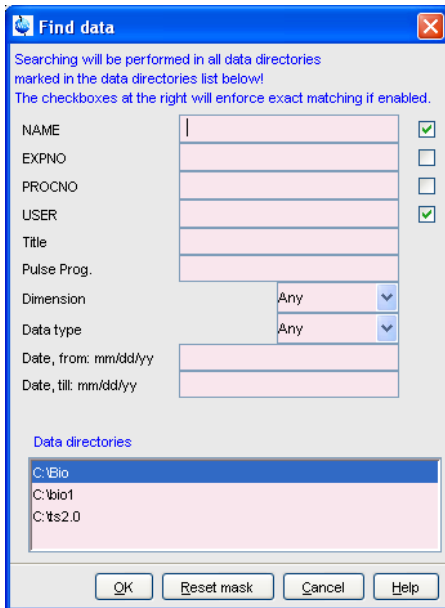 Find data
Searching will be performed in all data directories
marked in the data directories list below!
The checkboxes at the right will enforce exact matching if enabled.
NAME
EXPNO
PROCNO
USER
Title
Pulse Prog.
Dimension Any
Data type Any
Date, from: mm/dd/yy
Date, till: mm/dd/yy
Data directories
C:\Bio
C:\bio1
C:\ts2.0
OK Reset mask Cancel Help